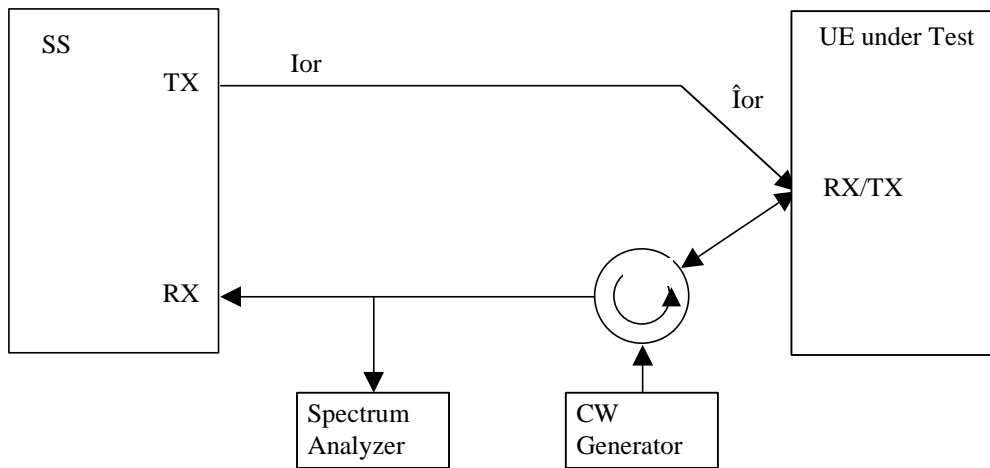 SS
UE under Test
TX
Ior
Îor
RX/TX
RX
Spectrum
Analyzer
CW
Generator